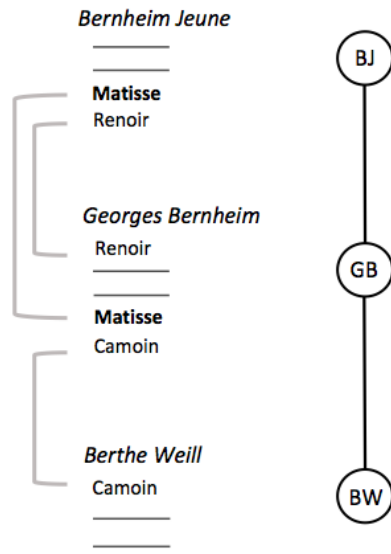 Bernheim Jeune
Matisse
Renoir
Georges Bernheim
Renoir
Matisse
Camoin
Berthe Weill
Camoin
BJ
GB
BW